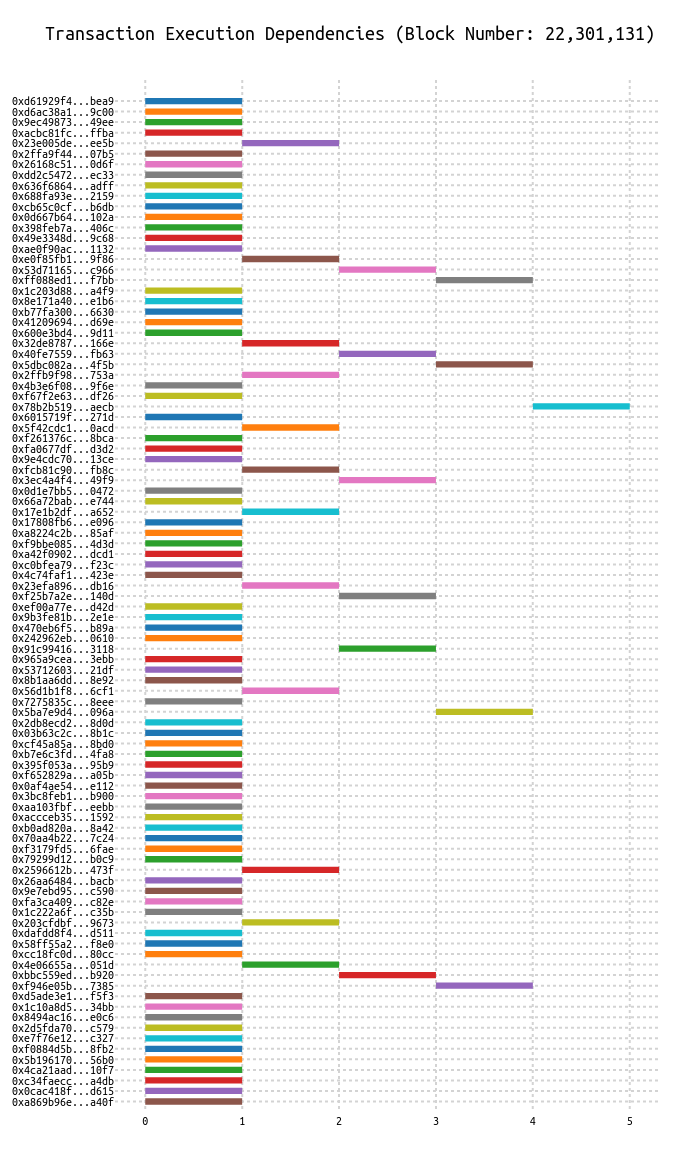 Transaction Execution Dependencies (Block Number: 22,301,131)
0xd61929f4...bea9
0xd6ac38a1...9c00
0x9ec49873...49ee
0xacbc81fc...ffba
0x23e005de...ee5b
0x2ffa9f44...07b5
0x26168c51...0d6f
0xdd2c5472...ec33
0x636f6864...adff
0x688fa93e...2159
0xcb65c0cf...b6db
0x0d667b64...102a
0x398feb7a...406c
0x49e3348d...9c68
0xae0f90ac...1132
0xe0f85fb1...9f86
0x53d71165...c966
0xff088ed1...f7bb
0x1c203d88...a4f9
0x8e171a40...e1b6
0xb77fa300...6630
0x41209694...d69e
0x600e3bd4...9d11
0x32de8787...166e
0x40fe7559...fb63
0x5dbc082a...4f5b
0x2ffb9f98...753a
0x4b3e6f08...9f6e
0xf67f2e63...df26
0x78b2b519...aecb
0x6015719f...271d
0x5f42cdc1...0acd
0xf261376c...8bca
0xfa0677df...d3d2
0x9e4cdc70...13ce
0xfcb81c90...fb8c
0x3ec4a4f4...49f9
0x0d1e7bb5...0472
0x66a72bab...e744
0x17e1b2df...a652
0x17808fb6...e096
0xa8224c2b...85af
0xf9bbe085...4d3d
0xa42f0902...dcd1
0xc0bfea79...f23c
0x4c74faf1...423e
0x23efa896...db16
0xf25b7a2e...140d
0xef00a77e...d42d
0x9b3fe81b...2e1e
0x470eb6f5...b89a
0x242962eb...0610
0x91c99416...3118
0x965a9cea...3ebb
0x53712603...21df
0x8b1aa6dd...8e92
0x56d1b1f8...6cf1
0x7275835c...8eee
0x5ba7e9d4...096a
0x2db8ecd2...8d0d
0x03b63c2c...8b1c
0xcf45a85a...8bd0
0xb7e6c3fd...4fa8
0x395f053a...95b9
0xf652829a...a05b
0x0af4ae54...e112
0x3bc8feb1...b900
0xaa103fbf...eebb
0xaccceb35...1592
0xb0ad820a...8a42
0x70aa4b22...7c24
0xf3179fd5...6fae
0x79299d12...b0c9
0x2596612b...473f
0x26aa6484...bacb
0x9e7ebd95...c590
0xfa3ca409...c82e
0x1c222a6f...c35b
0x203cfdbf...9673
0xdafdd8f4...d511
0x58ff55a2...f8e0
0xcc18fc0d...80cc
0x4e06655a...051d
0xbbc559ed...b920
0xf946e05b...7385
0xd5ade3e1...f5f3
0x1c10a8d5...34bb
0x8494ac16...e0c6
0x2d5fda70...c579
0xe7f76e12...c327
0xf0884d5b...8fb2
0x5b196170...56b0
0x4ca21aad...10f7
0xc34faecc...a4db
0x0cac418f...d615
0xa869b96e...a40f
0 1 2 3 4 5